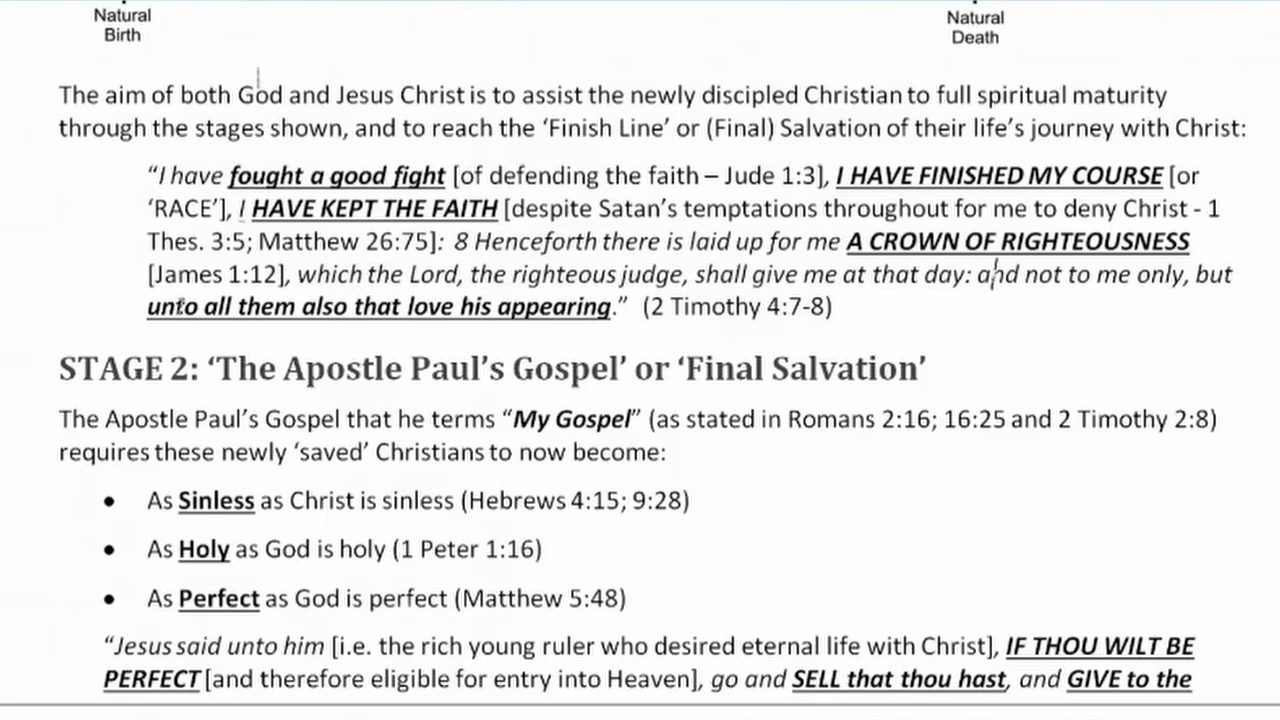 Natural
Birth
Natural
Death
The aim of both God and Jesus Christ is to assist the newly discipled Christian to full spiritual maturity
through the stages shown, and to reach the ‘Finish Line’ or (Final) Salvation of their life’s journey with Christ:
“I have fought a good fight [of defending the faith – Jude 1:3], I HAVE FINISHED MY COURSE [or
‘RACE’], I HAVE KEPT THE FAITH [despite Satan’s temptations throughout for me to deny Christ - 1
Thes. 3:5; Matthew 26:75]: 8 Henceforth there is laid up for me A CROWN OF RIGHTEOUSNESS
[James 1:12], which the Lord, the righteous judge, shall give me at that day: and not to me only, but
unto all them also that love his appearing.” (2 Timothy 4:7-8)
STAGE 2: ‘The Apostle Paul’s Gospel’ or ‘Final Salvation’
The Apostle Paul’s Gospel that he terms “My Gospel” (as stated in Romans 2:16; 16:25 and 2 Timothy 2:8)
requires these newly ‘saved’ Christians to now become:
• As Sinless as Christ is sinless (Hebrews 4:15; 9:28)
• As Holy as God is holy (1 Peter 1:16)
• As Perfect as God is perfect (Matthew 5:48)
“Jesus said unto him [i.e. the rich young ruler who desired eternal life with Christ], IF THOU WILT BE
PERFECT [and therefore eligible for entry into Heaven], go and SELL that thou hast, and GIVE to the